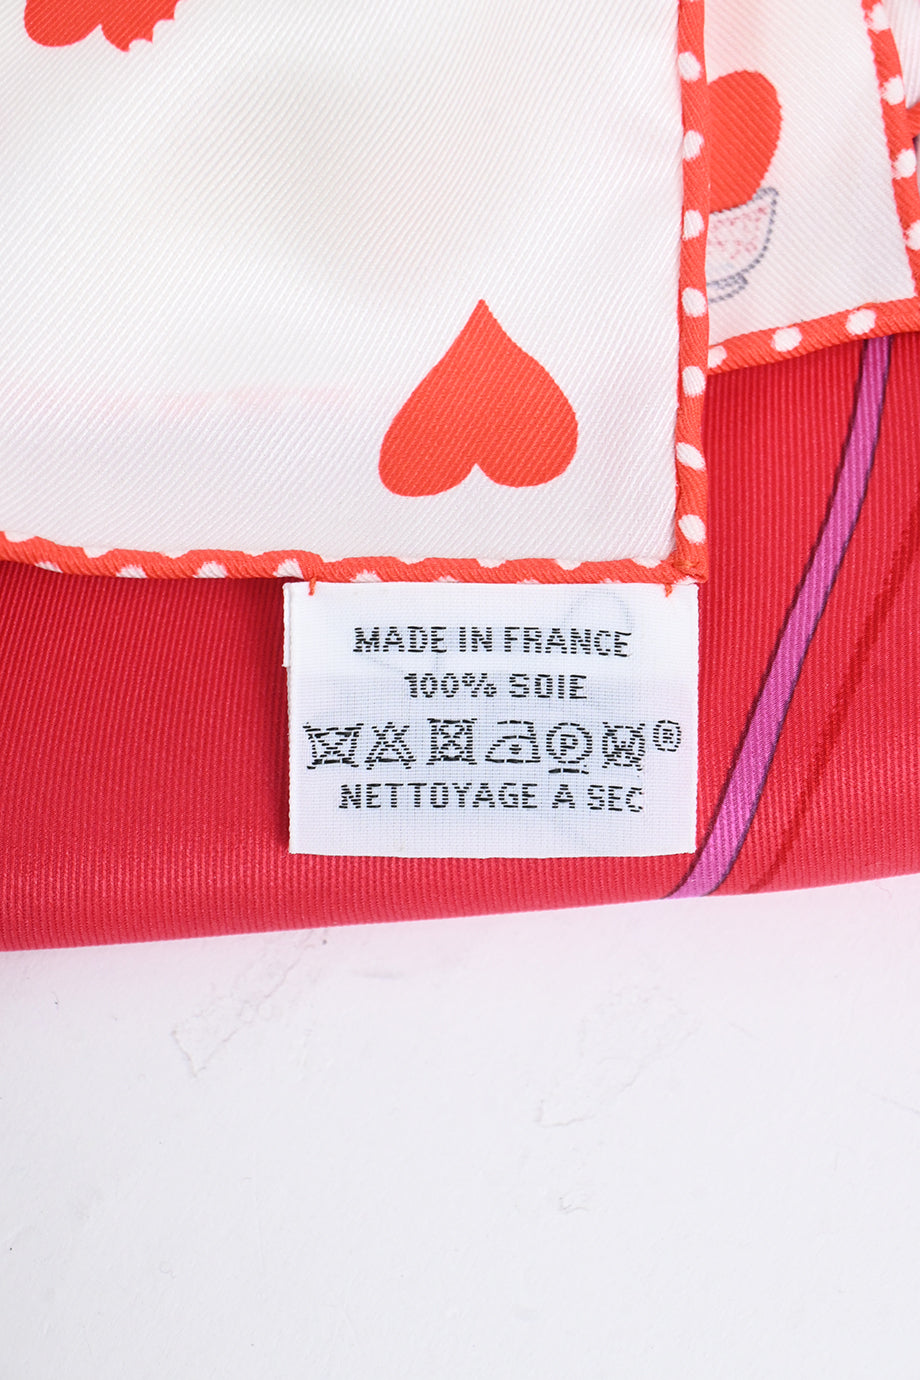 MADE IN FRANCE
100% SOIE
P ®
NETTOYAGE A SEC